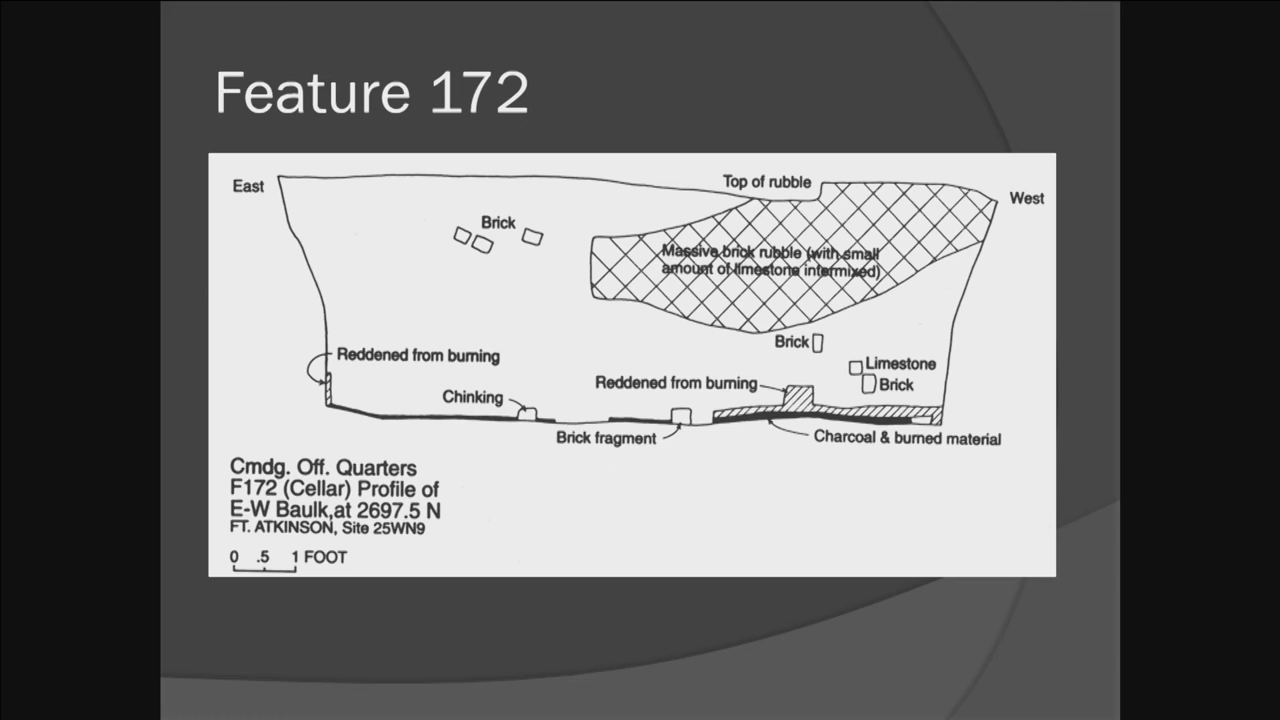 Feature 172
East
Top of rubble
West
Brick
Massive brick rubble (with small
amount of limestone intermixed)
Brick
Reddened from burning
Limestone
Reddened from burning
Brick
Chinking
Brick fragment
Charcoal & burned material
Cmdg. Off. Quarters
F172 (Cellar) Profile of
E-W Baulk,at 2697.5 N
FT. ATKINSON, Site 25WN9
0 .5 1 FOOT